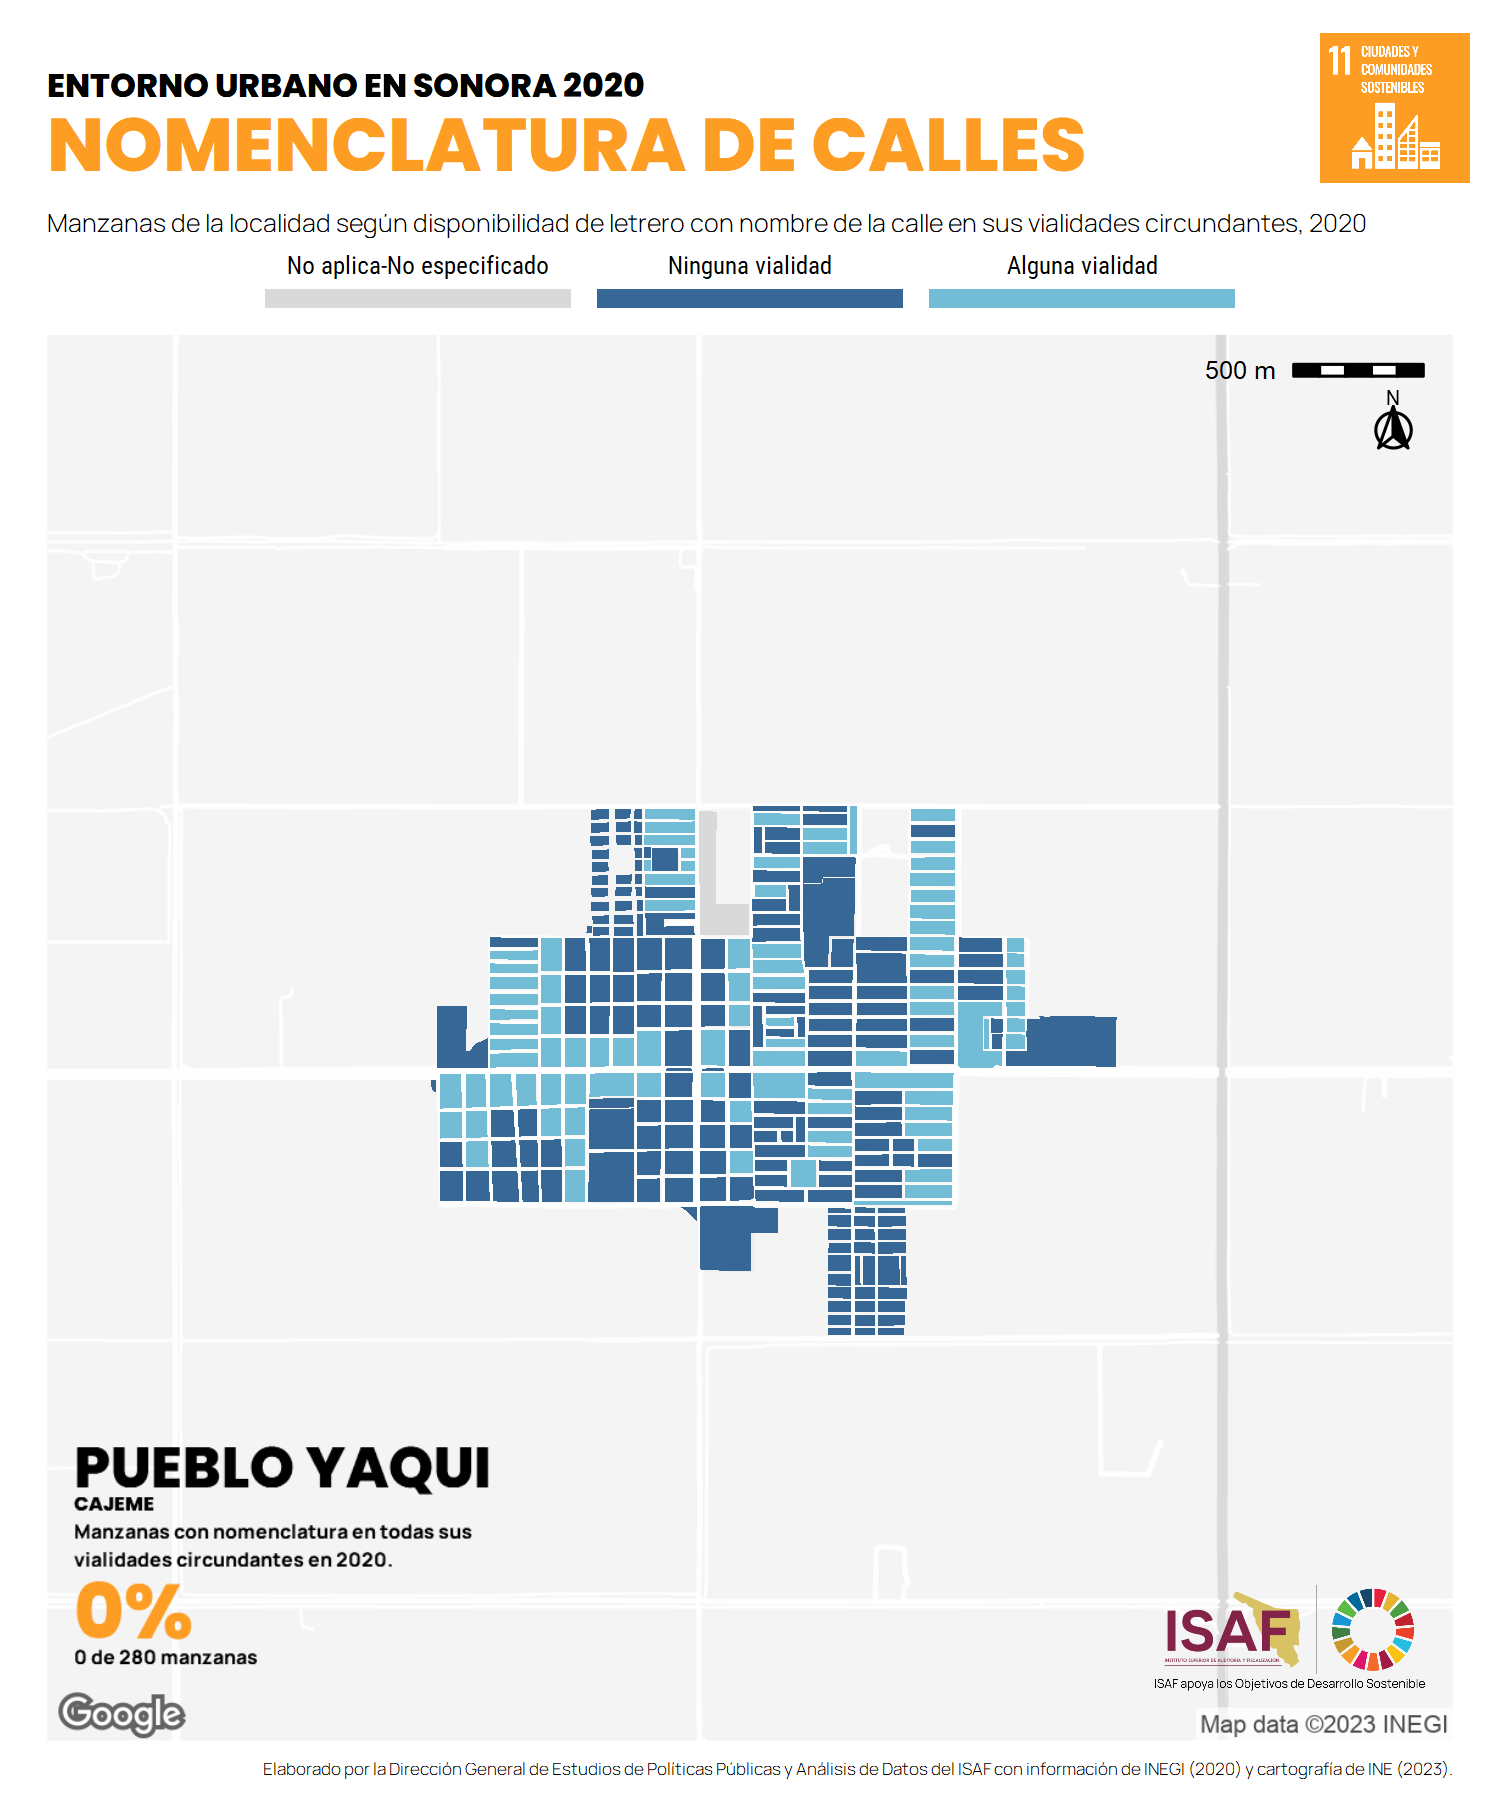 ENTORNO URBANO EN SONORA 2020
NOMENCLATURA DE CALLES
11 CIUDADES Y
COMUNIDADES
SOSTENIBLES
Manzanas de la localidad según disponibilidad de letrero con nombre de la calle en sus vialidades circundantes, 2020
No aplica-No especificado
Ninguna vialidad
Alguna vialidad
500 m
N
PUEBLO YAQUI
CAJEME
Manzanas con nomenclatura en todas sus
vialidades circundantes en 2020.
0%
0 de 280 manzanas
ISAF
INSTITUTO SUPERIOR DE AUDITORÍA Y FISCALIZACIÓN
ISAF apoya los Objetivos de Desarrollo Sostenible
Google
Map data ©2023 INEGI
Elaborado por la Dirección General de Estudios de Políticas Públicas y Análisis de Datos del ISAF con información de INEGI (2020) y cartografía de INE (2023).